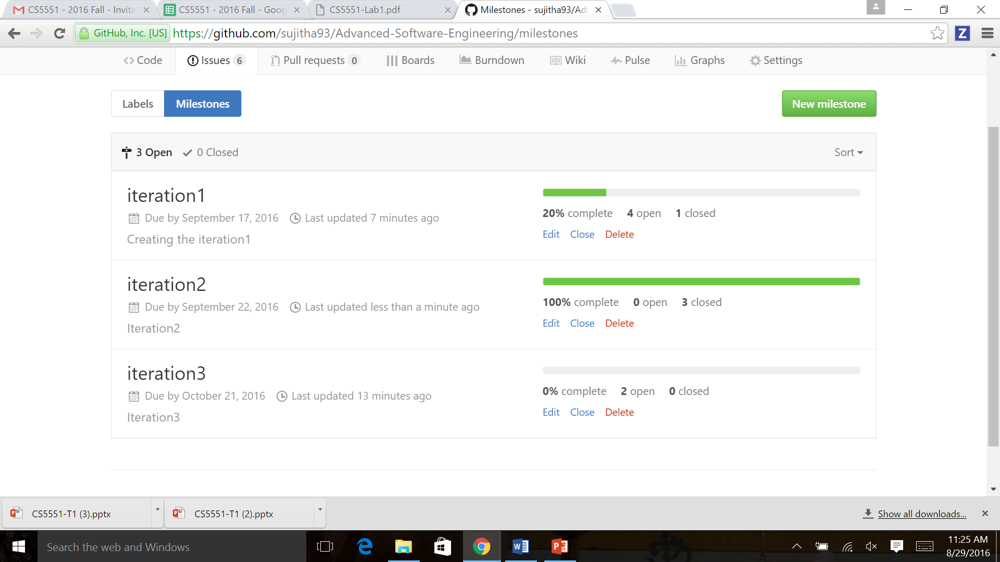 CS5551 - 2016 Fall - Invita
CS5551 - 2016 Fall - Goog
CS5551-Lab1.pdf
Milestones - sujitha93/Ad
GitHub, Inc. [US] https://github.com/sujitha93/Advanced-Software-Engineering/milestones
Z
Code Issues 6 Pull requests 0 Boards Burndown Wiki Pulse Graphs Settings
Labels Milestones New milestone
3 Open 0 Closed Sort
iteration1
Due by September 17, 2016 Last updated 7 minutes ago
Creating the iteration1
20% complete 4 open 1 closed
Edit Close Delete
iteration2
Due by September 22, 2016 Last updated less than a minute ago
Iteration2
100% complete 0 open 3 closed
Edit Close Delete
iteration3
Due by October 21, 2016 Last updated 13 minutes ago
Iteration3
0% complete 2 open 0 closed
Edit Close Delete
CS5551-T1 (3).pptx CS5551-T1 (2).pptx Show all downloads...
Search the web and Windows
11:25 AM
8/29/2016